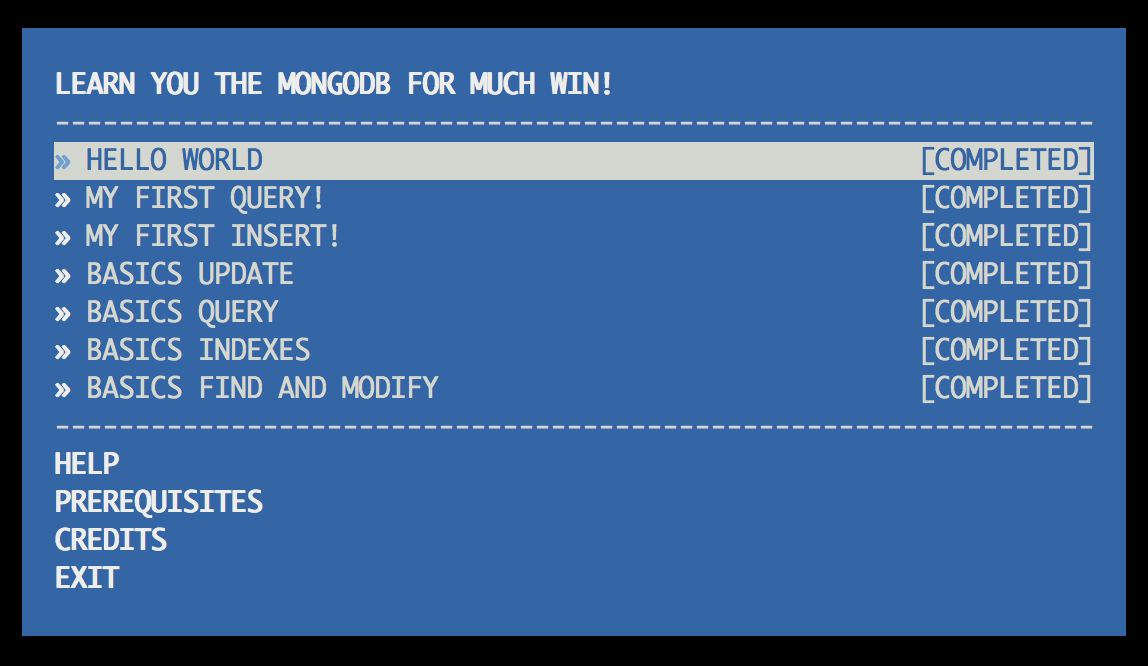 LEARN YOU THE MONGODB FOR MUCH WIN!
-----------------------------------------------------------------
» HELLO WORLD [COMPLETED]
» MY FIRST QUERY! [COMPLETED]
» MY FIRST INSERT! [COMPLETED]
» BASICS UPDATE [COMPLETED]
» BASICS QUERY [COMPLETED]
» BASICS INDEXES [COMPLETED]
» BASICS FIND AND MODIFY [COMPLETED]
-----------------------------------------------------------------
HELP
PREREQUISITES
CREDITS
EXIT